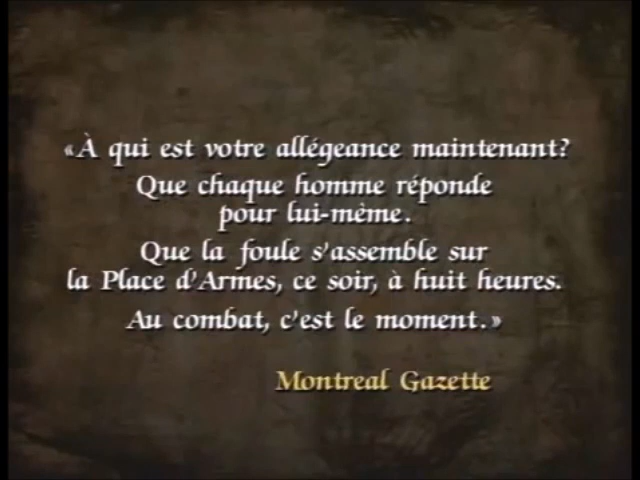 «À qui est votre allégeance maintenant?
Que chaque homme réponde
pour lui-même.
Que la foule s'assemble sur
la Place d'Armes, ce soir, à huit heures.
Au combat, c'est le moment.»
Montreal Gazette